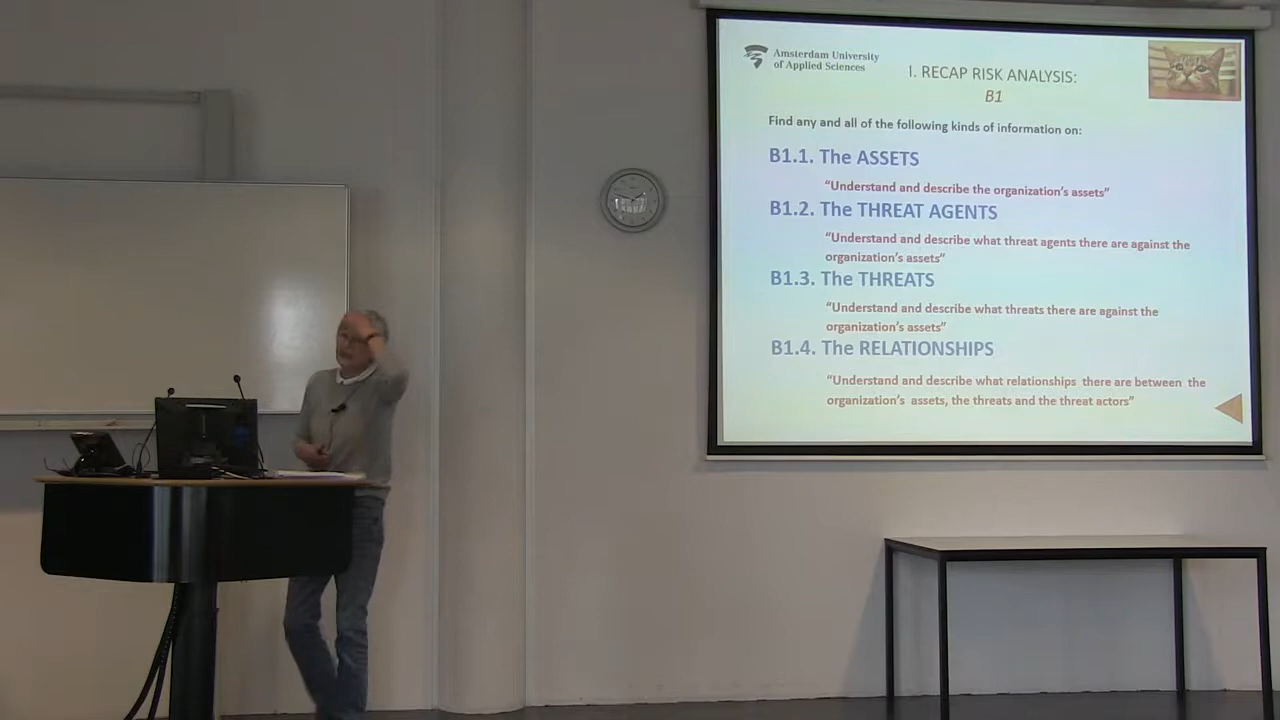 Amsterdam University
of Applied Sciences
I. RECAP RISK ANALYSIS:
B1
Find any and all of the following kinds of information on:
B1.1. The ASSETS
“Understand and describe the organization’s assets”
B1.2. The THREAT AGENTS
“Understand and describe what threat agents there are against the
organization’s assets”
B1.3. The THREATS
“Understand and describe what threats there are against the
organization’s assets”
B1.4. The RELATIONSHIPS
“Understand and describe what relationships there are between the
organization’s assets, the threats and the threat actors”